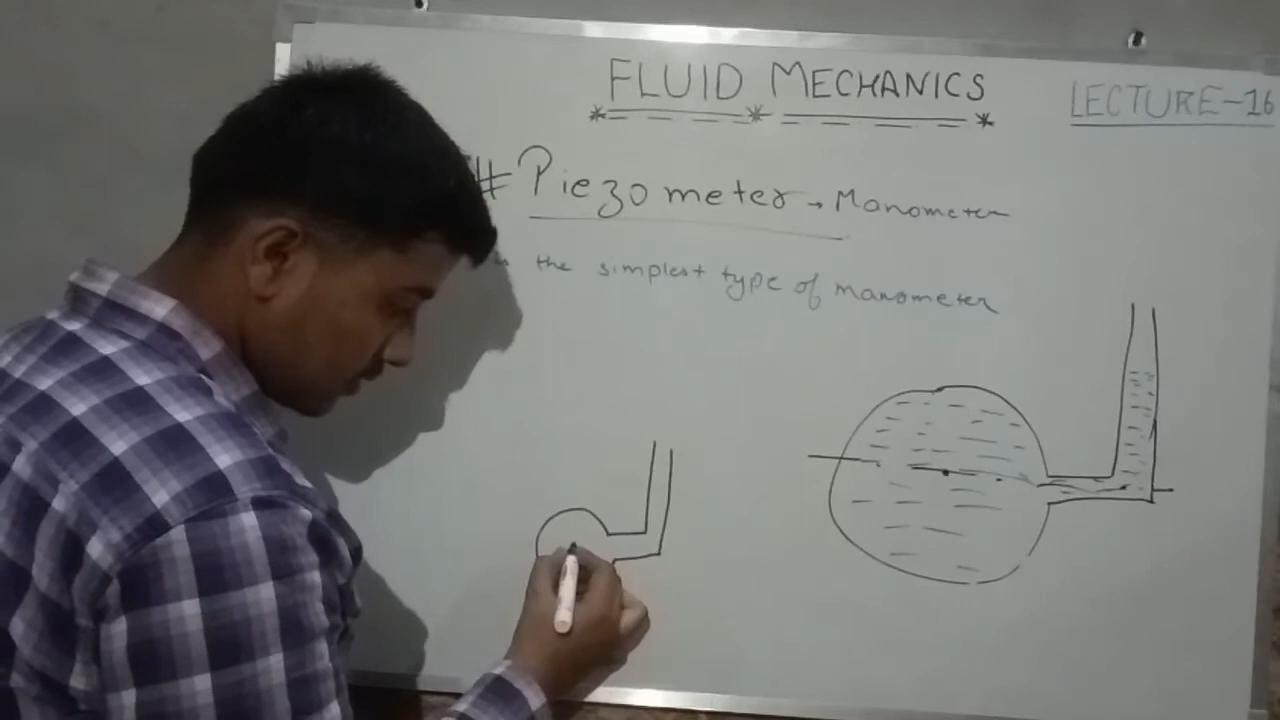 FLUID MECHANICS
LECTURE-16
# Piezometer → Manometer
the simplest type of manometer